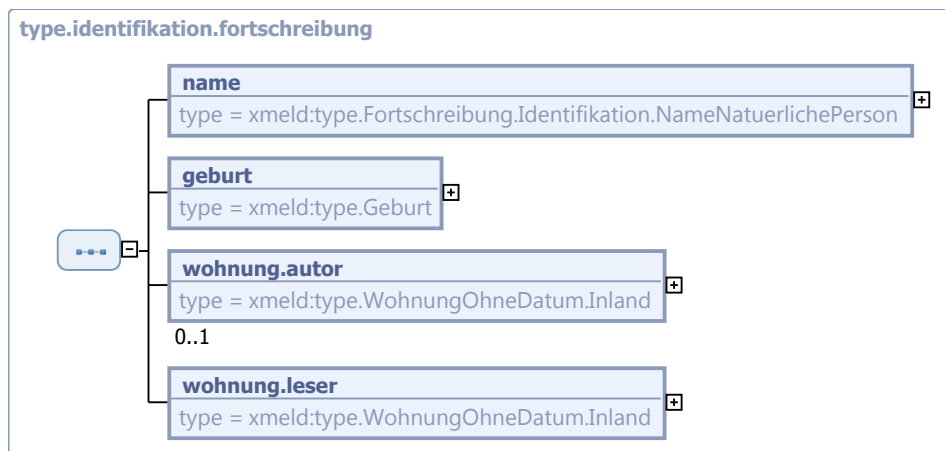 type.identifikation.fortschreibung
name
type = xmeld:type.Fortschreibung.Identifikation.NameNatuerlichePerson
geburt
type = xmeld:type.Geburt
wohnung.autor
type = xmeld:type.WohnungOhneDatum.Inland
0..1
wohnung.leser
type = xmeld:type.WohnungOhneDatum.Inland